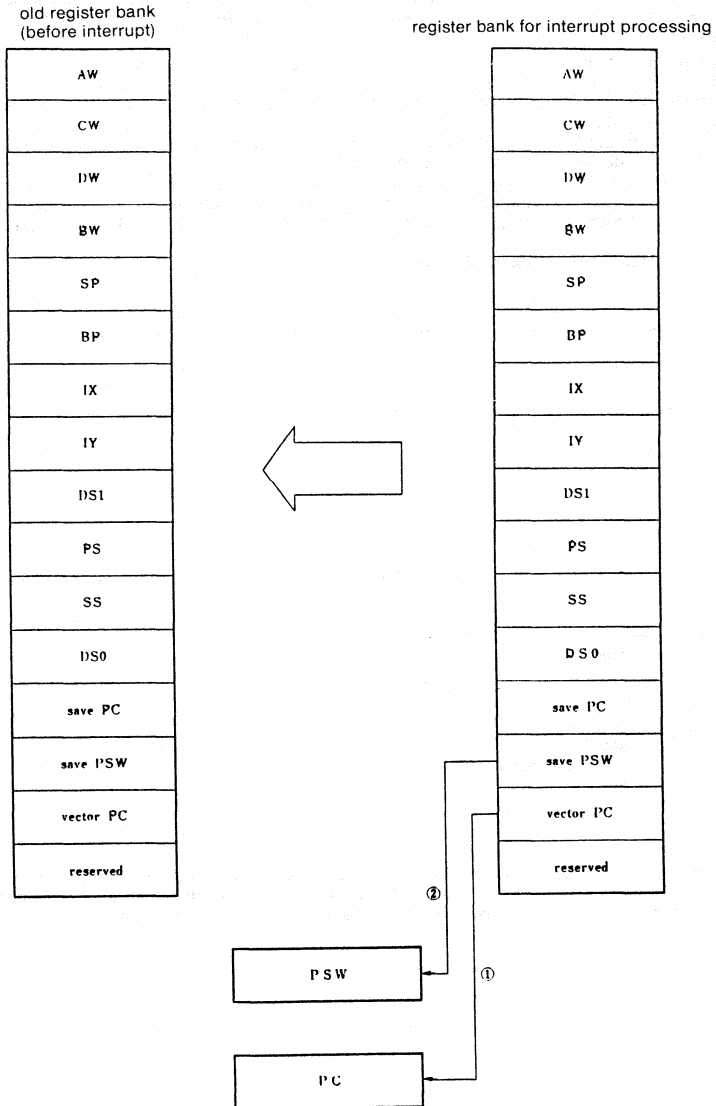 old register bank
(before interrupt)
AW
CW
DW
BW
SP
BP
IX
IY
DS1
PS
SS
DS0
save PC
save PSW
vector PC
reserved
register bank for interrupt processing
AW
CW
DW
BW
SP
BP
IX
IY
DS1
PS
SS
DS0
save PC
save PSW
vector PC
reserved
②
①
PSW
PC